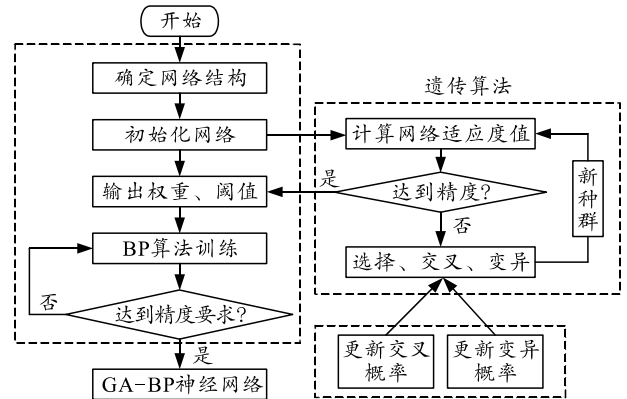 开始
确定网络结构
初始化网络
输出权重、阈值
BP算法训练
否
达到精度要求?
是
GA-BP神经网络
遗传算法
计算网络适应度值
是
达到精度?
否
新
种
群
选择、交叉、变异
更新交叉
概率
更新变异
概率